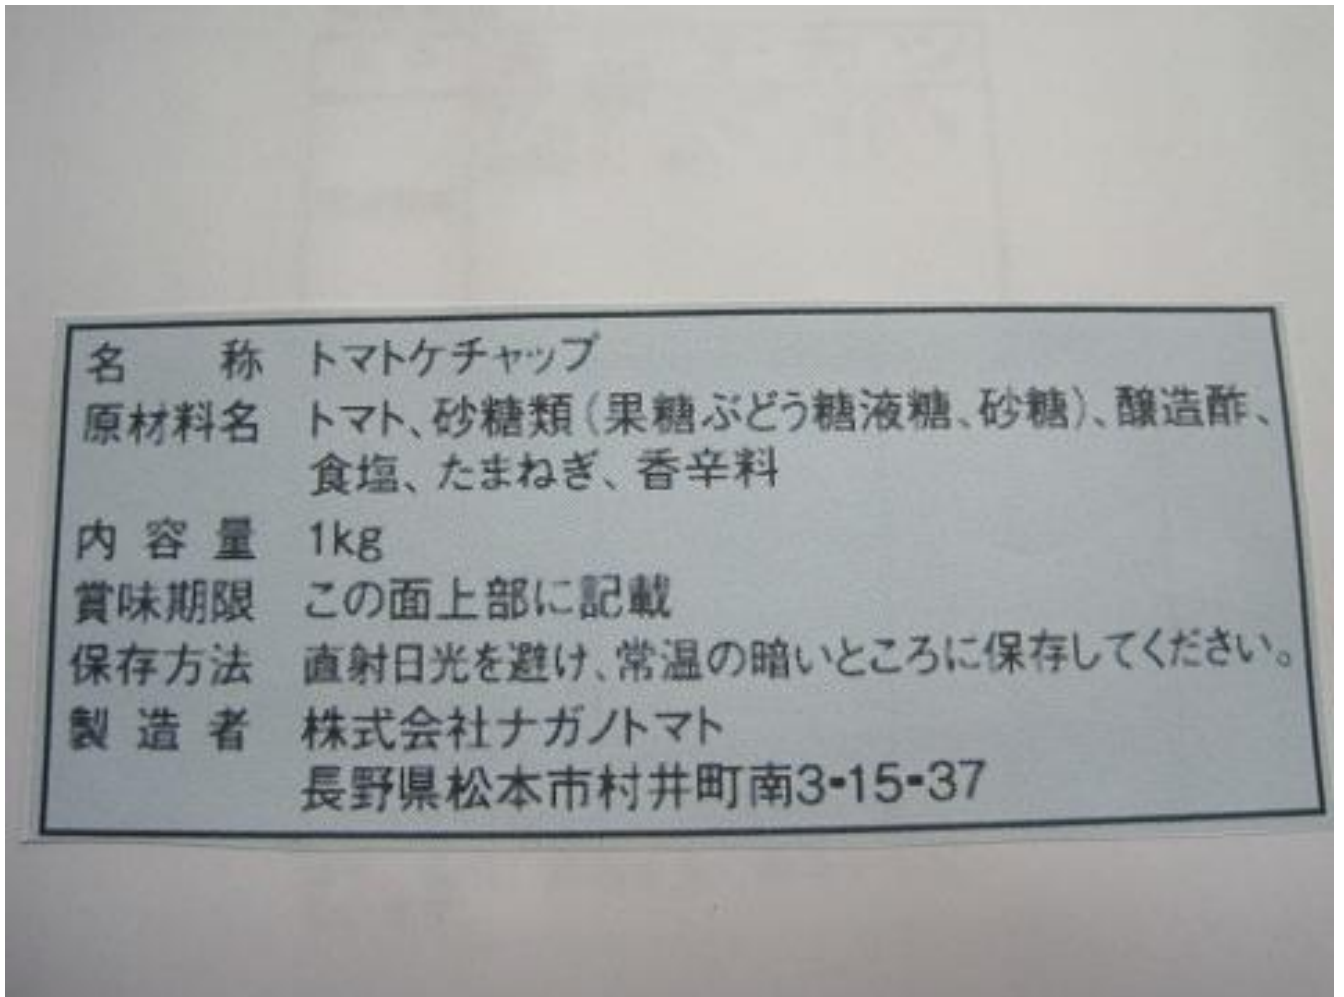 名　称 トマトケチャップ
原材料名 トマト、砂糖類（果糖ぶどう糖液糖、砂糖）、醸造酢、
食塩、たまねぎ、香辛料
内容量 1kg
賞味期限 この面上部に記載
保存方法 直射日光を避け、常温の暗いところに保存してください。
製造者 株式会社ナガノトマト
長野県松本市村井町南3-15-37